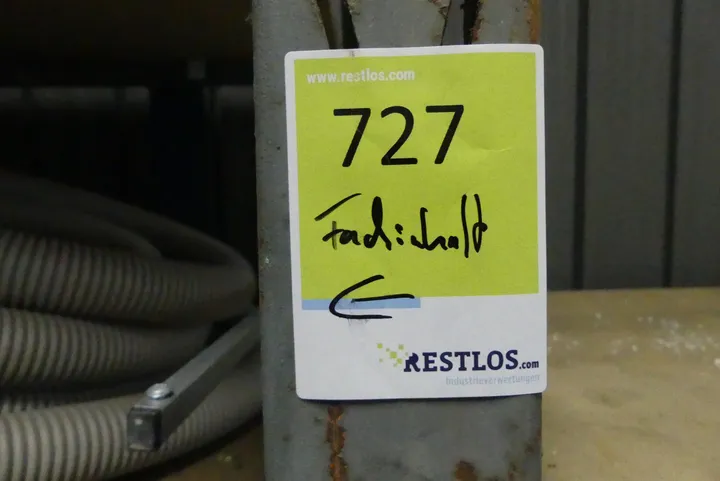 www.restlos.com
727
Fachinhalt
RESTLOS.com
Industrieverwertungen